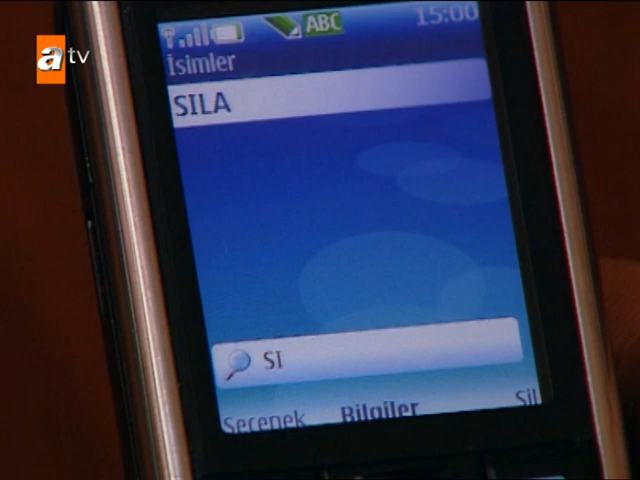 atv
ABC 15:00
İsimler
SILA
SI
Seçenek Bilgiler Sil